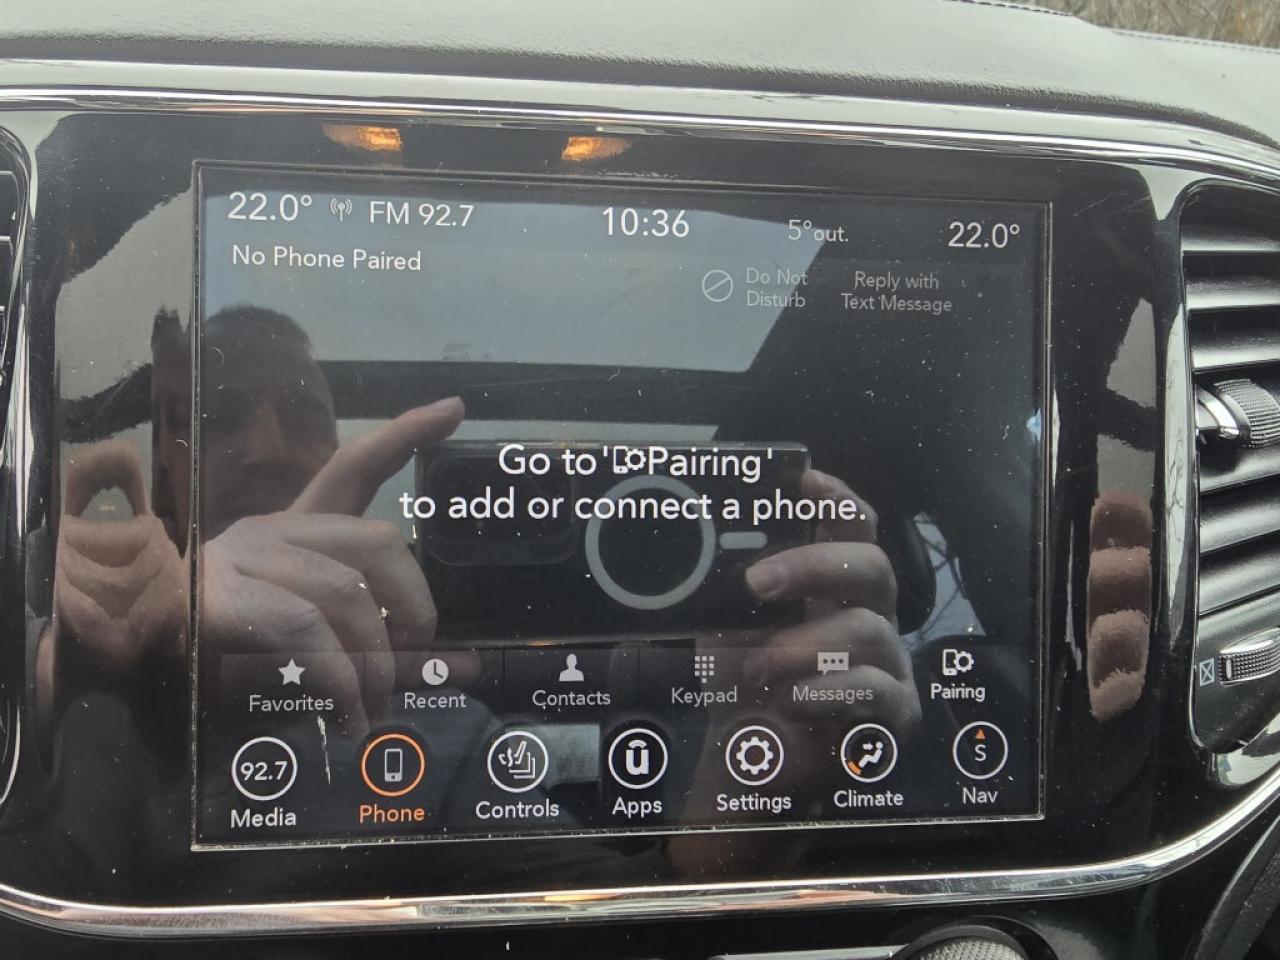 22.0° FM 92.7 10:36 5°out. 22.0°
No Phone Paired
Do Not
Disturb
Reply with
Text Message
Go to 'Pairing'
to add or connect a phone.
Favorites Recent Contacts Keypad Messages Pairing
92.7 ū S
Media Phone Controls Apps Settings Climate Nav